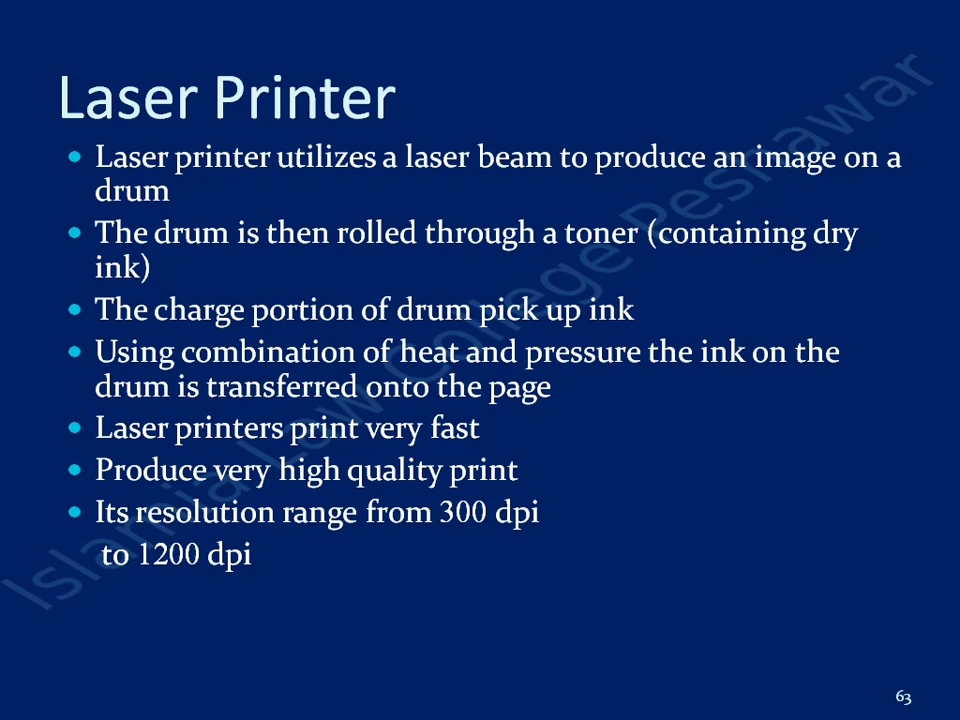 Laser Printer
Laser printer utilizes a laser beam to produce an image on a
drum
The drum is then rolled through a toner (containing dry
ink)
The charge portion of drum pick up ink
Using combination of heat and pressure the ink on the
drum is transferred onto the page
Laser printers print very fast
Produce very high quality print
Its resolution range from 300 dpi
to 1200 dpi
Islamia Law College Peshawar
63